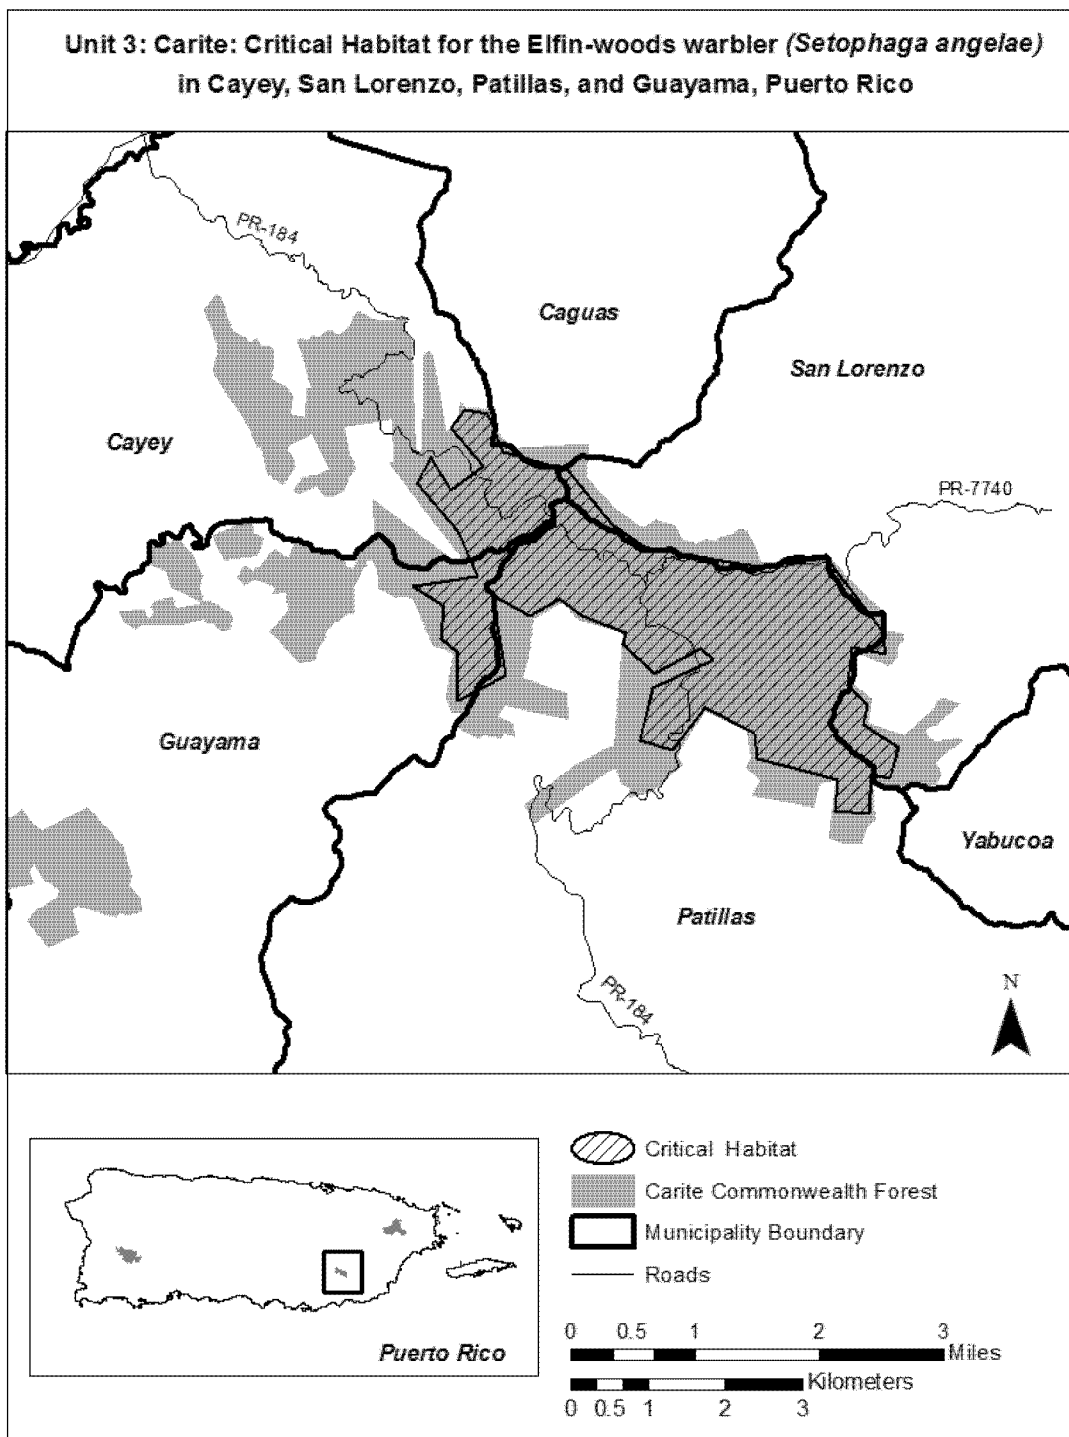 Unit 3: Carite: Critical Habitat for the Elfin-woods warbler (Setophaga angelae)
in Cayey, San Lorenzo, Patillas, and Guayama, Puerto Rico
PR-184
Caguas
San Lorenzo
Cayey
PR-7740
Guayama
Yabucoa
Patillas
PR-184
N
Critical Habitat
Carite Commonwealth Forest
Municipality Boundary
Roads
Puerto Rico
0 0.5 1 2 3
Miles
Kilometers
0 0.5 1 2 3